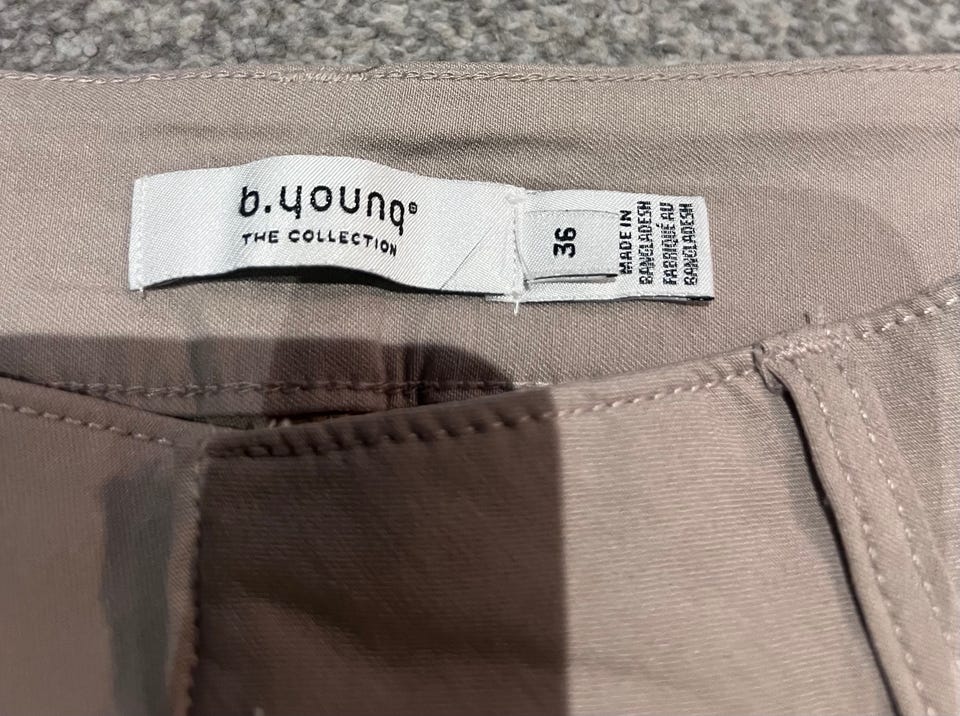 b.young®
THE COLLECTION
36
MADE IN
BANGLADESH
FABRIQUÉ AU
BANGLADESH